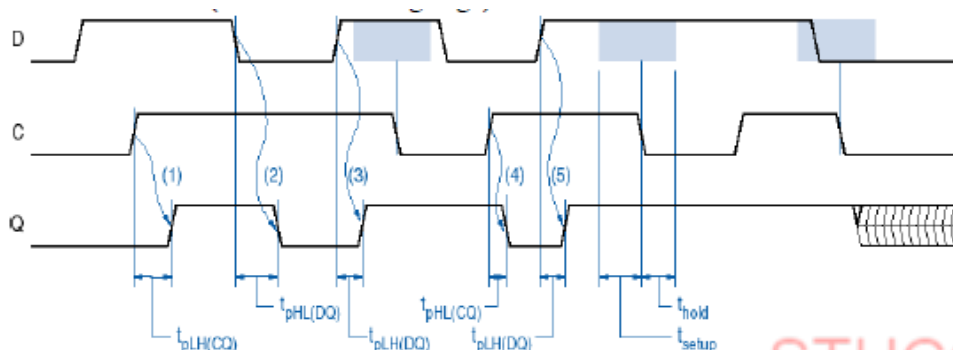 D
C
(1) (2) (3) (4) (5)
Q
tpHL(DQ) tpHL(CQ) thold
tpLH(CQ) tpLH(DQ) tpLH(DQ) tsetup